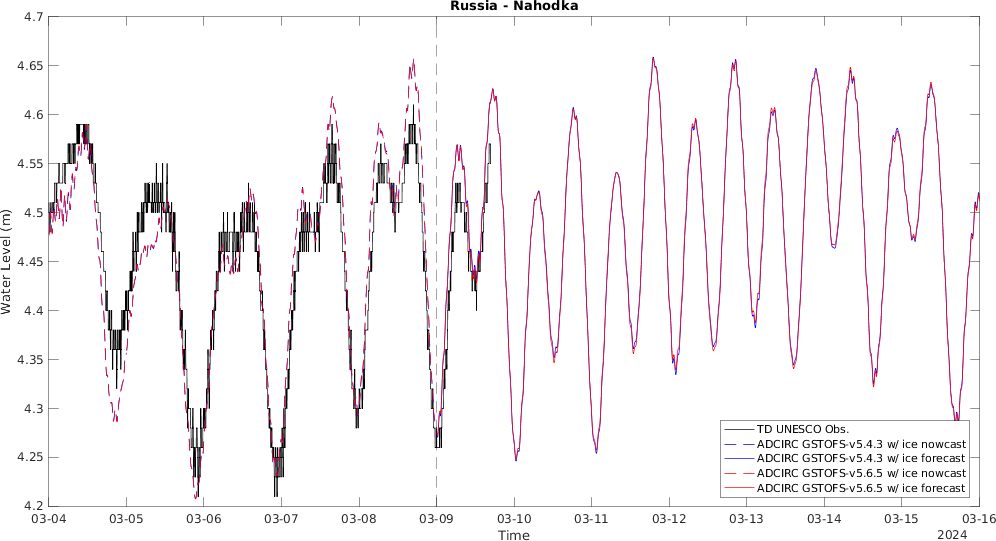 Russia - Nahodka
4.7
4.65
4.6
4.55
4.5
4.45
4.4
4.35
4.3
4.25
4.2
Water Level (m)
TD UNESCO Obs.
ADCIRC GSTOFS-v5.4.3 w/ ice nowcast
ADCIRC GSTOFS-v5.4.3 w/ ice forecast
ADCIRC GSTOFS-v5.6.5 w/ ice nowcast
ADCIRC GSTOFS-v5.6.5 w/ ice forecast
03-04 03-05 03-06 03-07 03-08 03-09 03-10 03-11 03-12 03-13 03-14 03-15 03-16
Time
2024